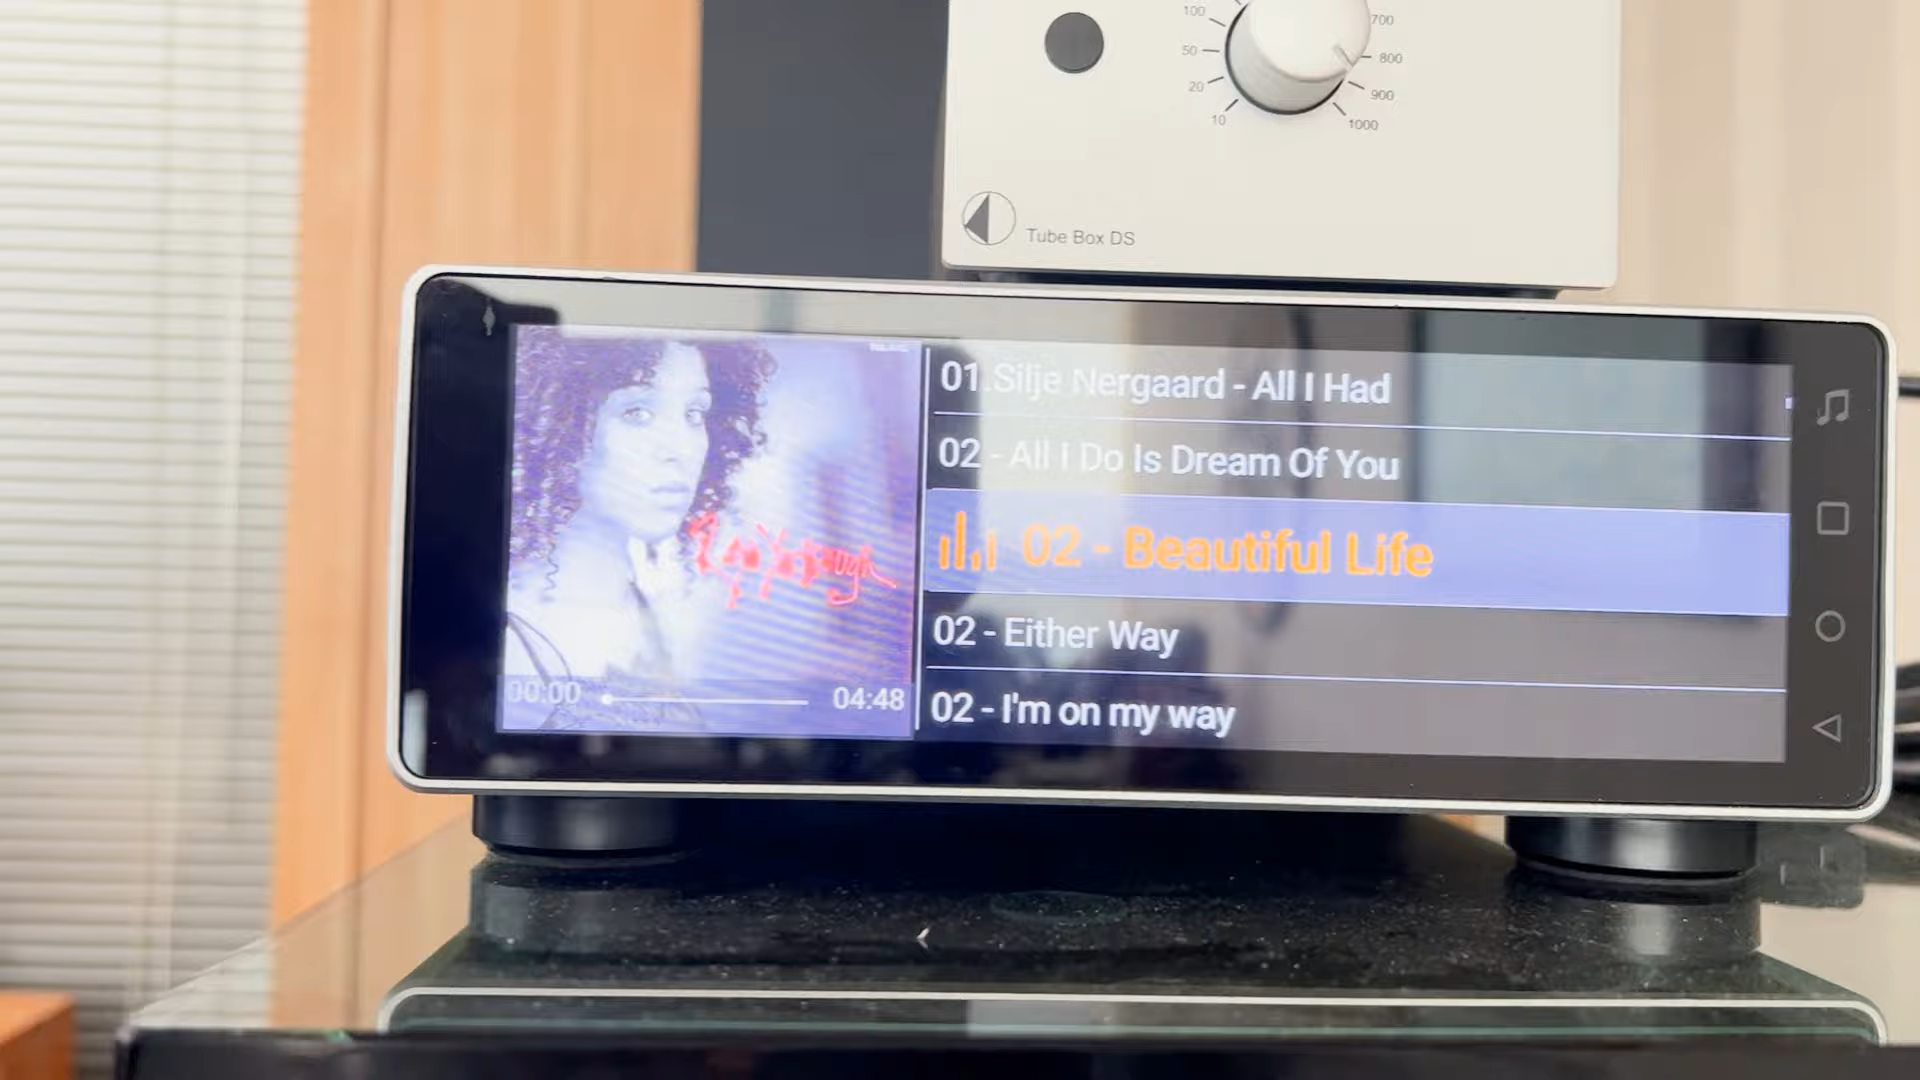 100
50
20
10
700
800
900
1000
Tube Box DS
01.Silje Nergaard - All I Had
02 - All I Do Is Dream Of You
02 - Beautiful Life
02 - Either Way
02 - I'm on my way
00:00
04:48